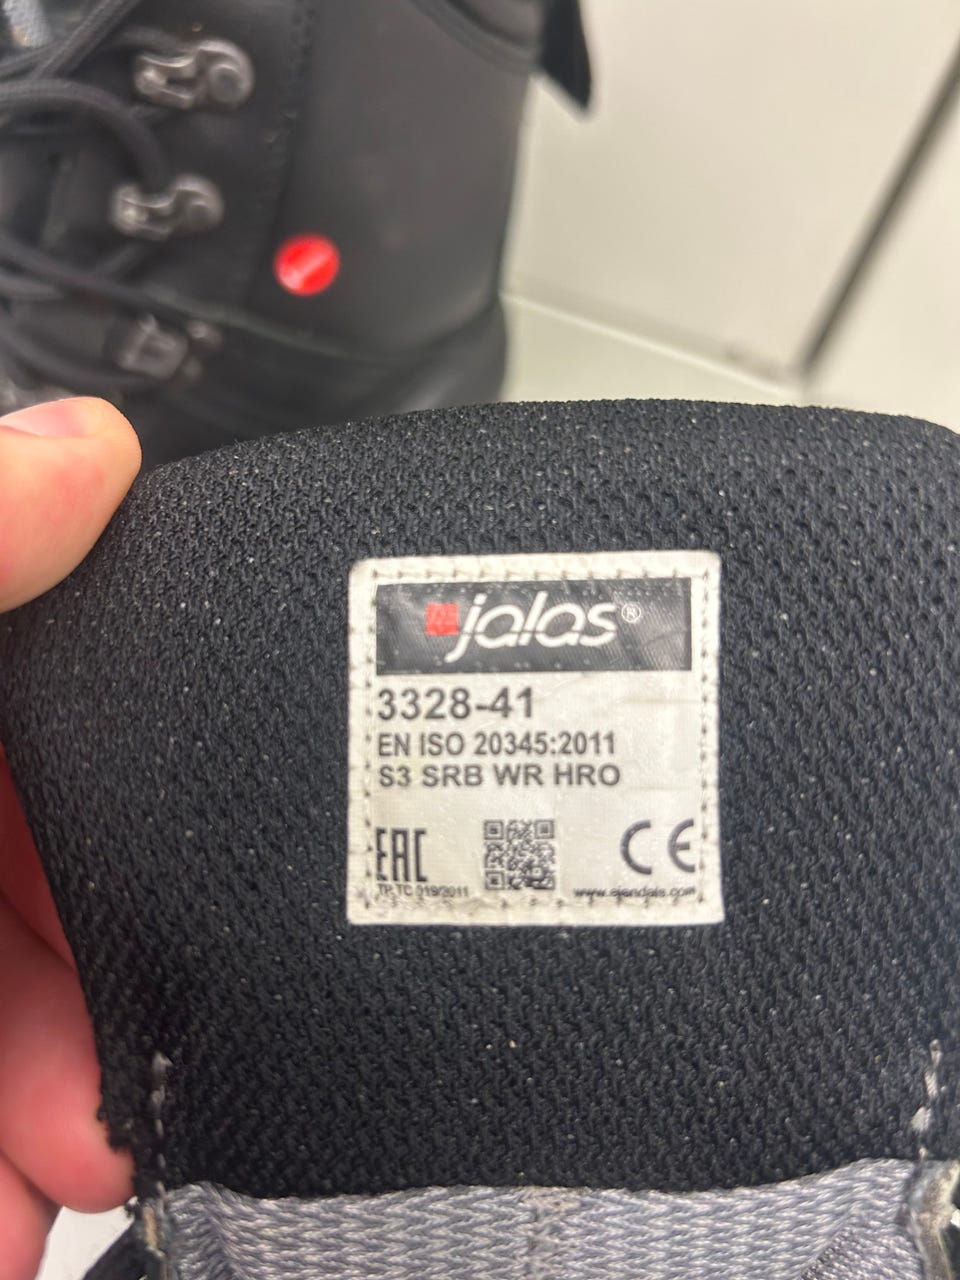 jalas®
3328-41
EN ISO 20345:2011
S3 SRB WR HRO
EAC
TP TC 019/2011
CE
www.ejendals.com